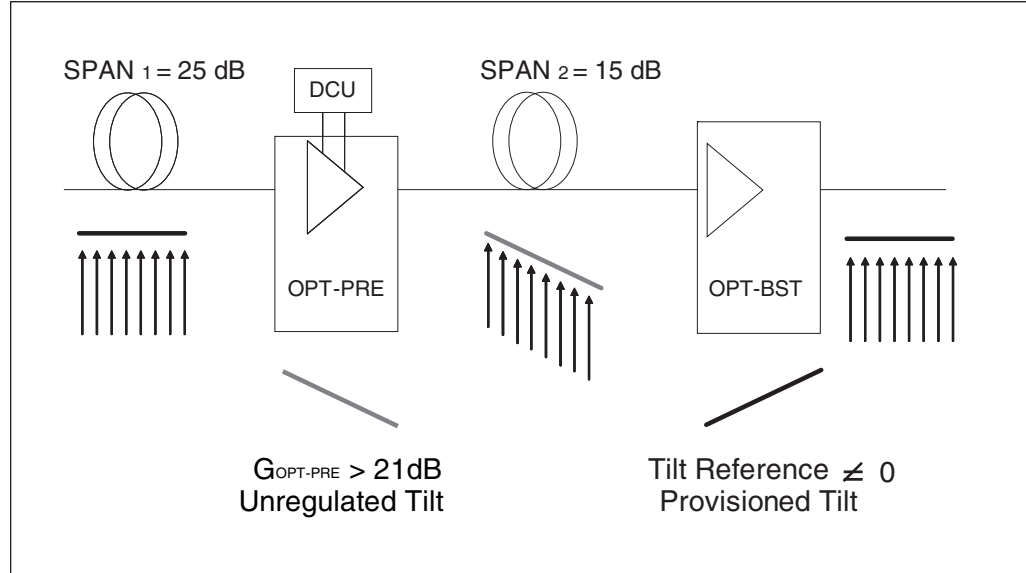 SPAN 1 = 25 dB
DCU
SPAN 2 = 15 dB
OPT-PRE
OPT-BST
GOPT-PRE > 21dB
Unregulated Tilt
Tilt Reference ≠ 0
Provisioned Tilt